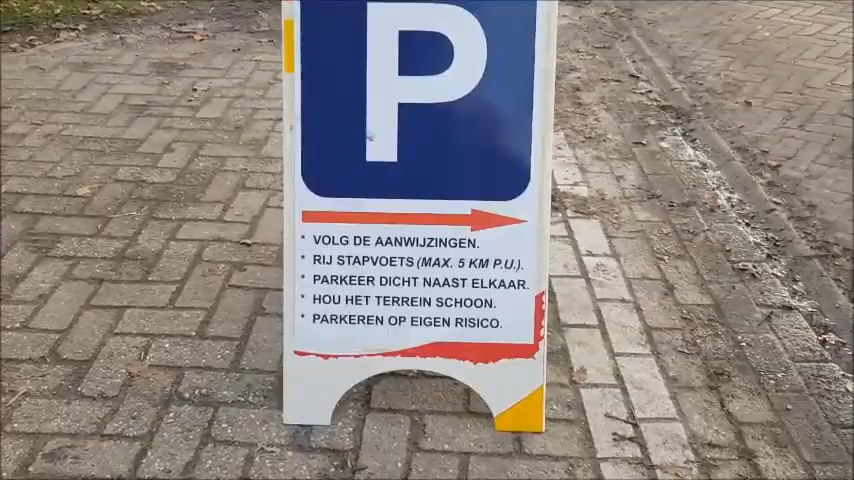 P
* VOLG DE AANWIJZINGEN.
* RIJ STAPVOETS (MAX. 5 KM P.U.)
* PARKEER DICHT NAAST ELKAAR.
* HOU HET TERREIN SCHOON.
* PARKEREN OP EIGEN RISICO.